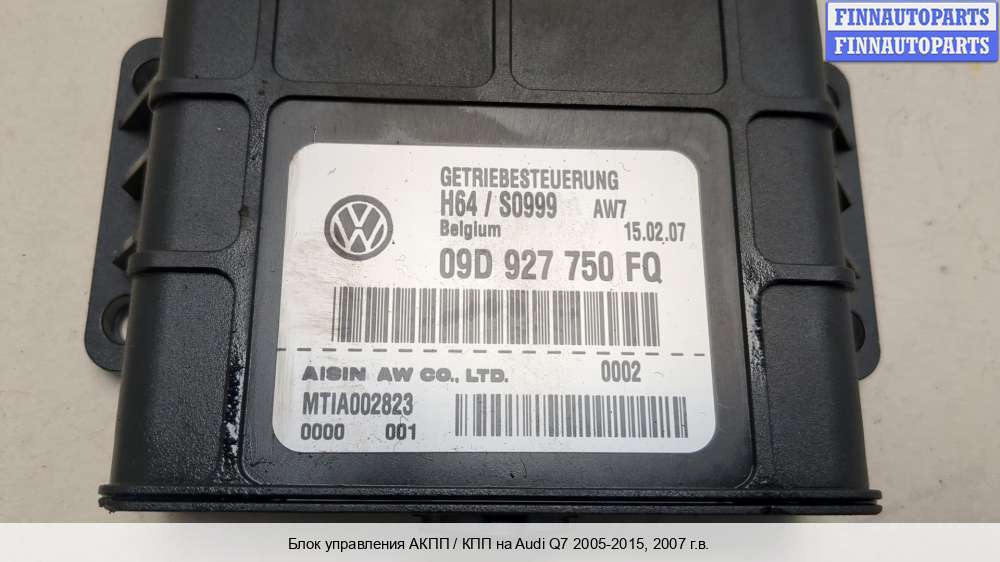 FINNAUTOPARTS
FINNAUTOPARTS
GETRIEBESTEUERUNG
H64 / S0999 AW7
Belgium 15.02.07
09D 927 750 FQ
AISIN AW CO., LTD. 0002
MTIA002823
0000 001
Блок управления АКПП / КПП на Audi Q7 2005-2015, 2007 г.в.